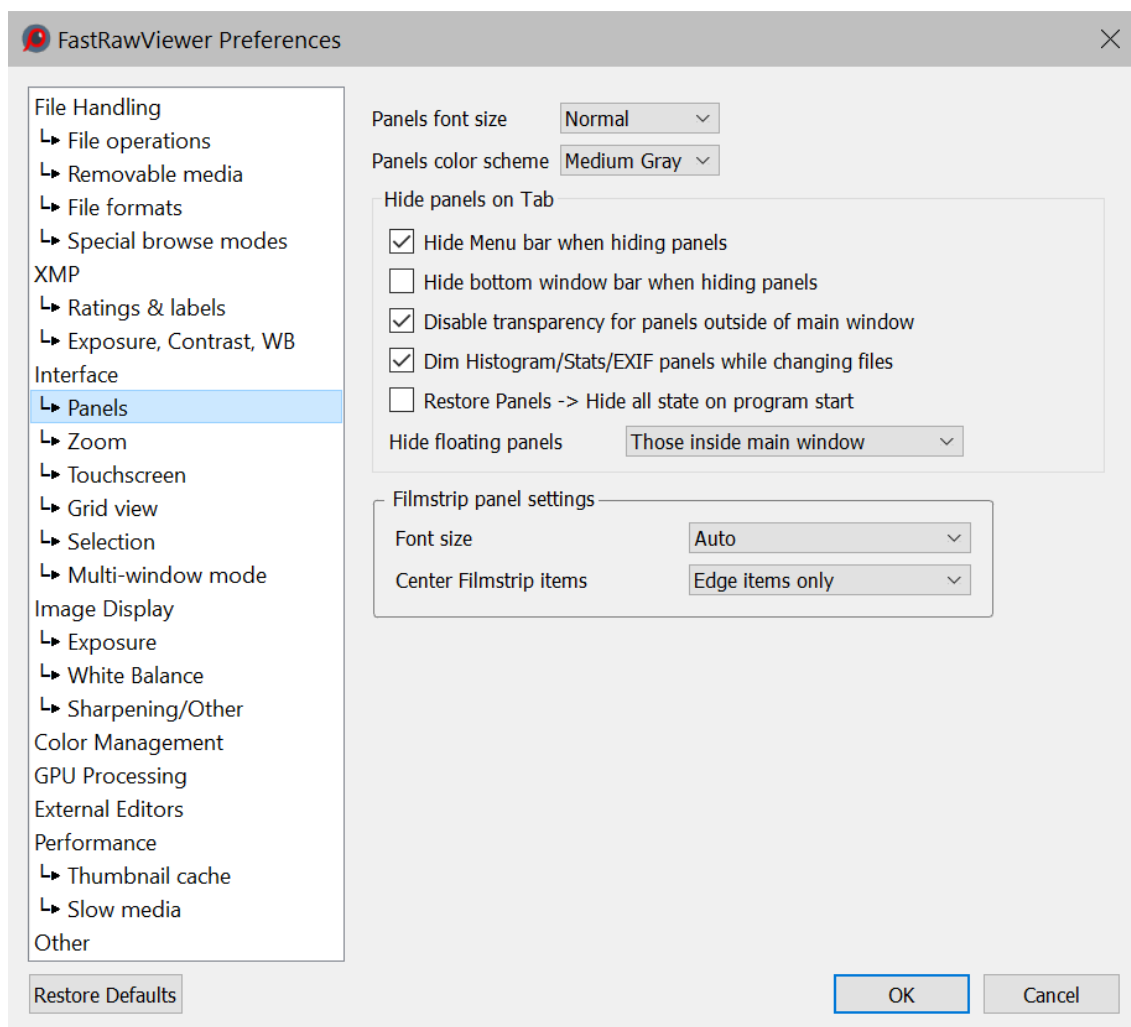 FastRawViewer Preferences
File Handling
File operations
Removable media
File formats
Special browse modes
XMP
Ratings & labels
Exposure, Contrast, WB
Interface
Panels
Zoom
Touchscreen
Grid view
Selection
Multi-window mode
Image Display
Exposure
White Balance
Sharpening/Other
Color Management
GPU Processing
External Editors
Performance
Thumbnail cache
Slow media
Other
Panels font size Normal
Panels color scheme Medium Gray
Hide panels on Tab
Hide Menu bar when hiding panels
Hide bottom window bar when hiding panels
Disable transparency for panels outside of main window
Dim Histogram/Stats/EXIF panels while changing files
Restore Panels -> Hide all state on program start
Hide floating panels Those inside main window
Filmstrip panel settings
Font size Auto
Center Filmstrip items Edge items only
Restore Defaults OK Cancel